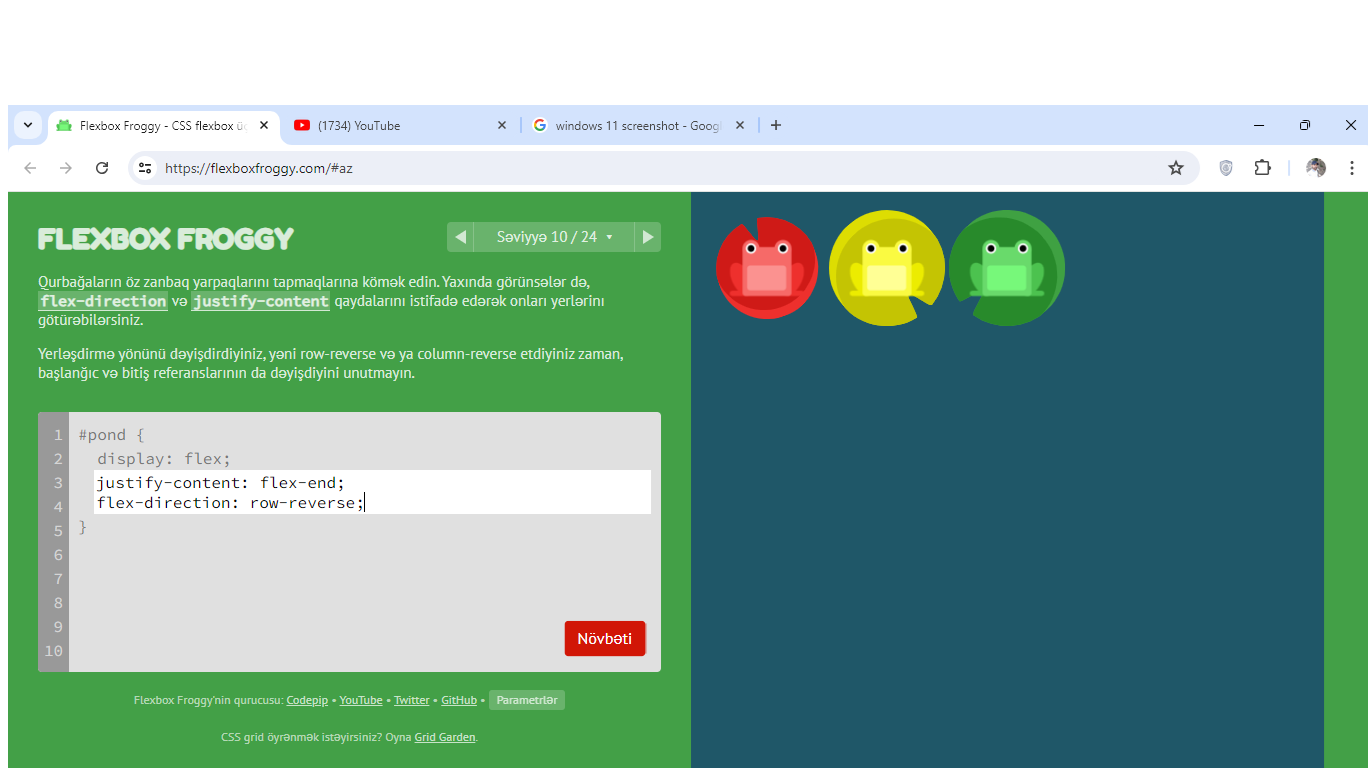 Flexbox Froggy - CSS flexbox
(1734) YouTube
windows 11 screenshot - Goog
https://flexboxfroggy.com/#az
FLEXBOX FROGGY
Səviyyə 10 / 24
Qurbağaların öz zanbaq yarpaqlarını tapmaqlarına kömək edin. Yaxında görünsələr də,
flex-direction və justify-content qaydalarını istifadə edərək onları yerlərini
götürəbilərsiniz.
Yerləşdirmə yönünü dəyişdirdiyiniz, yəni row-reverse və ya column-reverse etdiyiniz zaman,
başlanğıc və bitiş referanslarının da dəyişdiyini unutmayın.
1 #pond {
2 display: flex;
3 justify-content: flex-end;
4 flex-direction: row-reverse;
5 }
6
7
8
9
10
Növbəti
Flexbox Froggy'nin qurucusu: Codepip • YouTube • Twitter • GitHub • Parametrlər
CSS grid öyrənmək istəyirsiniz? Oyna Grid Garden.